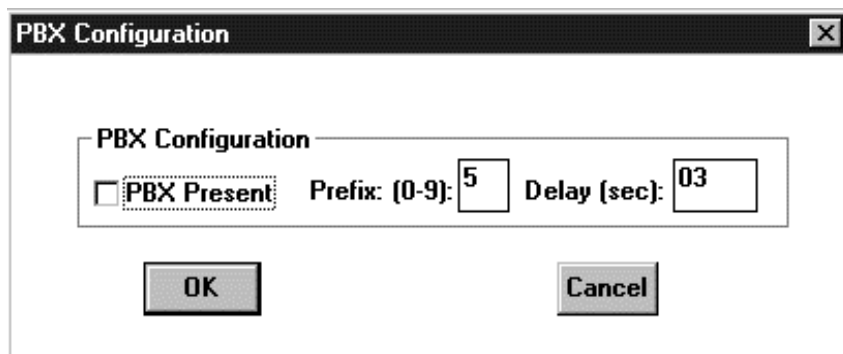 PBX Configuration
PBX Configuration
PBX Present Prefix: (0-9): 5 Delay (sec): 03
OK Cancel